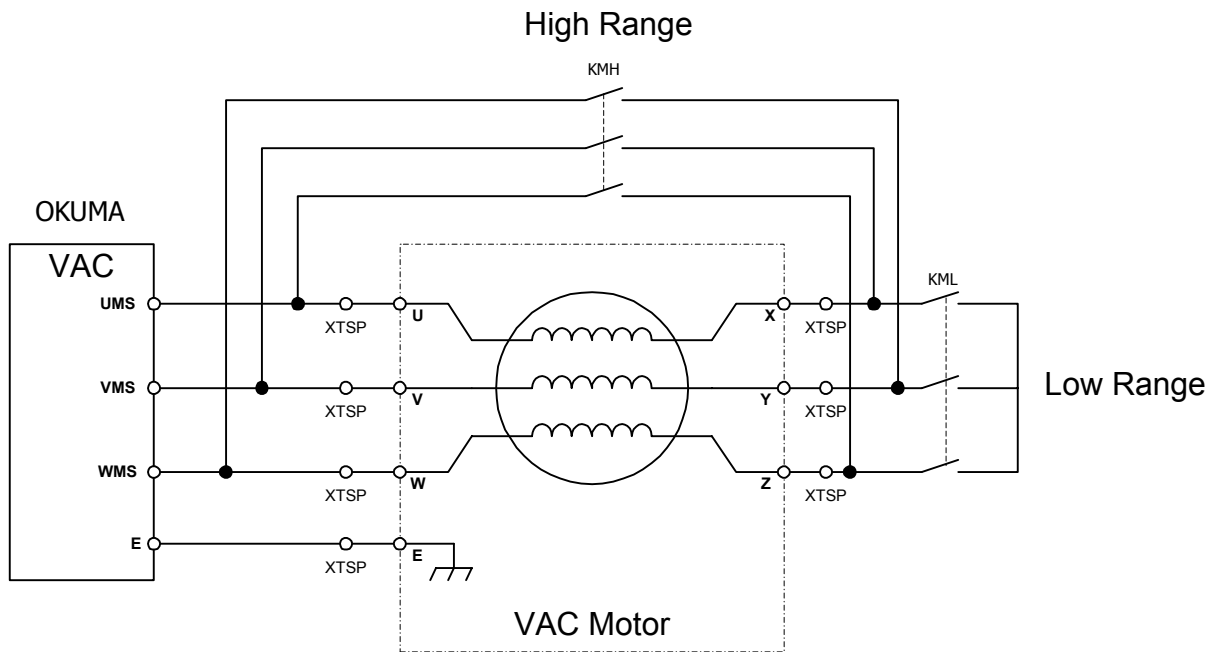 High Range
KMH
OKUMA
VAC
UMS
XTSP
U
X
XTSP
KML
VMS
XTSP
V
Y
XTSP
Low Range
WMS
XTSP
W
Z
XTSP
E
XTSP
E
VAC Motor